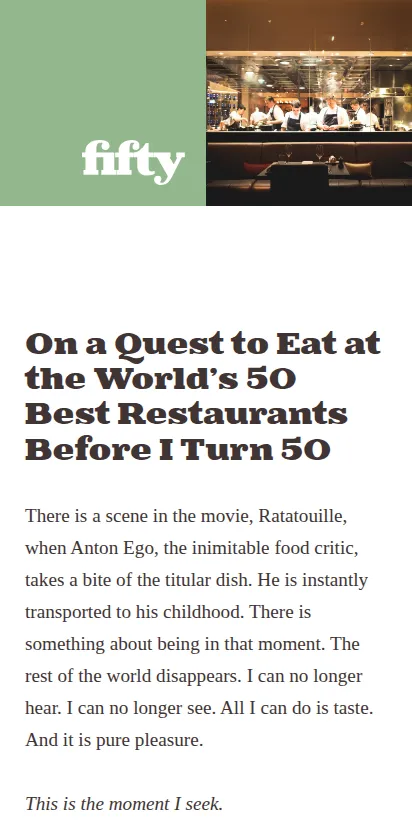 fifty
On a Quest to Eat at
the World's 50
Best Restaurants
Before I Turn 50
There is a scene in the movie, Ratatouille,
when Anton Ego, the inimitable food critic,
takes a bite of the titular dish. He is instantly
transported to his childhood. There is
something about being in that moment. The
rest of the world disappears. I can no longer
hear. I can no longer see. All I can do is taste.
And it is pure pleasure.
This is the moment I seek.